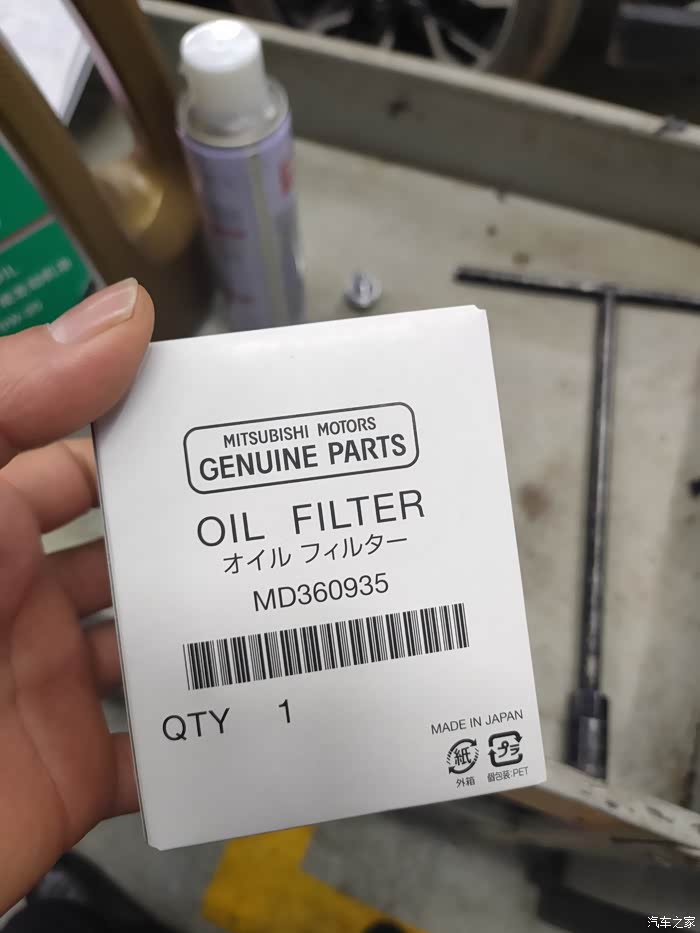 MITSUBISHI MOTORS
GENUINE PARTS
OIL FILTER
オイル フィルター
MD360935
QTY 1
MADE IN JAPAN
紙
外箱
プラ
個包装:PET
汽车之家